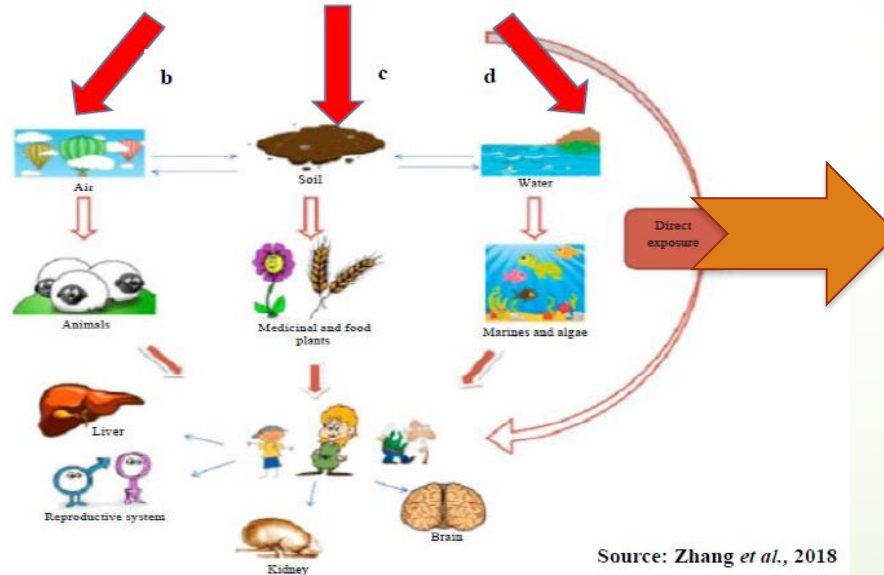 b
c
d
Air
Soil
Water
Direct
exposure
Animals
Medicinal and food
plants
Marines and algae
Liver
Reproductive system
Brain
Kidney
Source: Zhang et al., 2018